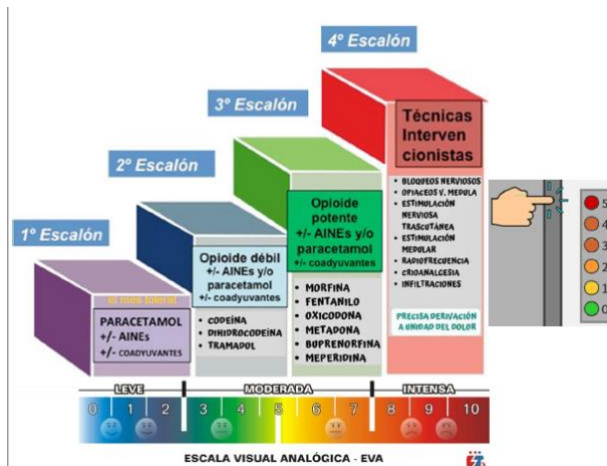 4º Escalón
3º Escalón
2º Escalón
1º Escalón
Técnicas
Interven
cionistas
• BLOQUEOS NERVIOSOS
• OPIACEOS V. MEDULA
• ESTIMULACIÓN
NERVIOSA
TRASCUTÁNEA
• ESTIMULACIÓN
MEDULAR
• RADIOFRECUENCIA
• CRIOANALGESIA
• INFILTRACIONES
PRECISA DERIVACIÓN
A UNIDAD DEL DOLOR
Opioide
potente
+/- AINEs y/o
paracetamol
+/- coadyuvantes
• MORFINA
• FENTANILO
• OXICODONA
• METADONA
• BUPRENORFINA
• MEPERIDINA
Opioide débil
+/- AINEs y/o
paracetamol
+/- coadyuvantes
• CODEÍNA
• DIHIDROCODEÍNA
• TRAMADOL
el més tolerat
PARACETAMOL
+/- AINEs
+/- COADYUVANTES
5
4
3
2
1
0
LEVE MODERADA INTENSA
0 1 2 3 4 5 6 7 8 9 10
ESCALA VISUAL ANALÓGICA - EVA